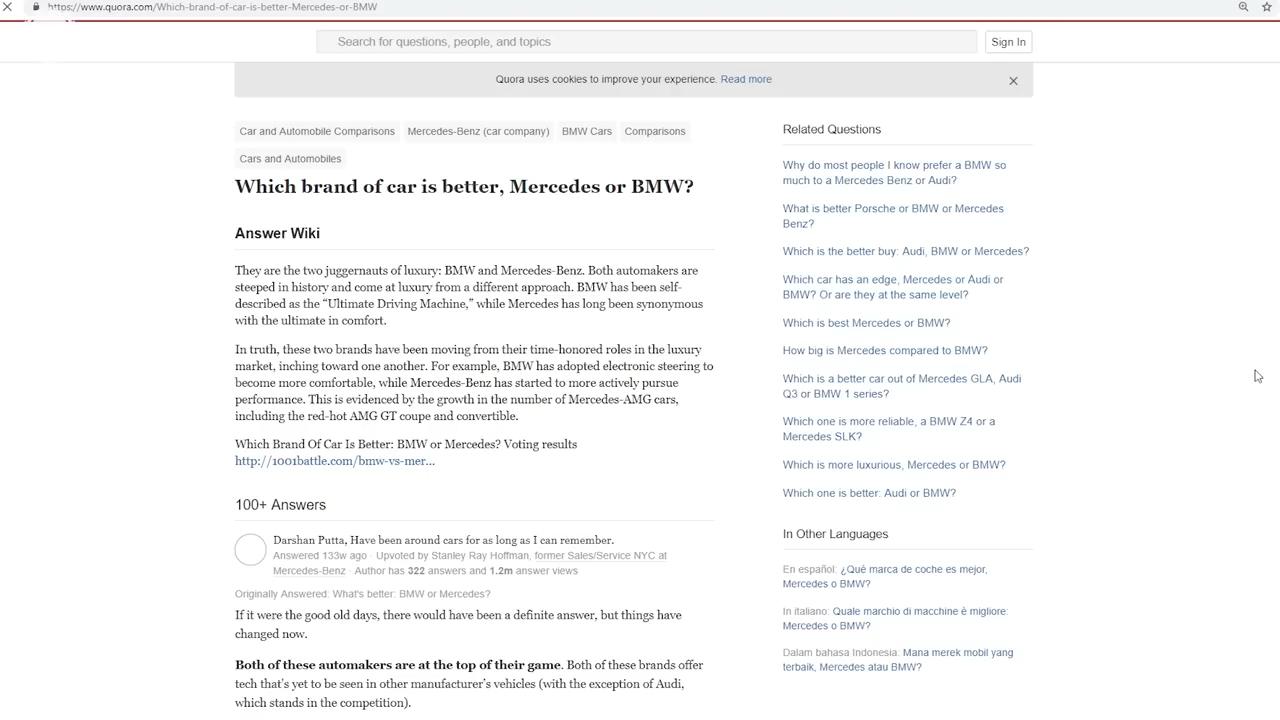 https://www.quora.com/Which-brand-of-car-is-better-Mercedes-or-BMW
Search for questions, people, and topics
Sign In
Quora uses cookies to improve your experience. Read more
Car and Automobile Comparisons
Mercedes-Benz (car company)
BMW Cars
Comparisons
Cars and Automobiles
Which brand of car is better, Mercedes or BMW?
Answer Wiki
They are the two juggernauts of luxury: BMW and Mercedes-Benz. Both automakers are
steeped in history and come at luxury from a different approach. BMW has been self-
described as the “Ultimate Driving Machine,” while Mercedes has long been synonymous
with the ultimate in comfort.
In truth, these two brands have been moving from their time-honored roles in the luxury
market, inching toward one another. For example, BMW has adopted electronic steering to
become more comfortable, while Mercedes-Benz has started to more actively pursue
performance. This is evidenced by the growth in the number of Mercedes-AMG cars,
including the red-hot AMG GT coupe and convertible.
Which Brand Of Car Is Better: BMW or Mercedes? Voting results
http://1001battle.com/bmw-vs-mer...
100+ Answers
Darshan Putta, Have been around cars for as long as I can remember.
Answered 133w ago · Upvoted by Stanley Ray Hoffman, former Sales/Service NYC at
Mercedes-Benz · Author has 322 answers and 1.2m answer views
Originally Answered: What's better: BMW or Mercedes?
If it were the good old days, there would have been a definite answer, but things have
changed now.
Both of these automakers are at the top of their game. Both of these brands offer
tech that's yet to be seen in other manufacturer's vehicles (with the exception of Audi,
which stands in the competition).
Related Questions
Why do most people I know prefer a BMW so
much to a Mercedes Benz or Audi?
What is better Porsche or BMW or Mercedes
Benz?
Which is the better buy: Audi, BMW or Mercedes?
Which car has an edge, Mercedes or Audi or
BMW? Or are they at the same level?
Which is best Mercedes or BMW?
How big is Mercedes compared to BMW?
Which is a better car out of Mercedes GLA, Audi
Q3 or BMW 1 series?
Which one is more reliable, a BMW Z4 or a
Mercedes SLK?
Which is more luxurious, Mercedes or BMW?
Which one is better: Audi or BMW?
In Other Languages
En español: ¿Qué marca de coche es mejor,
Mercedes o BMW?
In italiano: Quale marchio di macchine è migliore:
Mercedes o BMW?
Dalam bahasa Indonesia: Mana merek mobil yang
terbaik, Mercedes atau BMW?